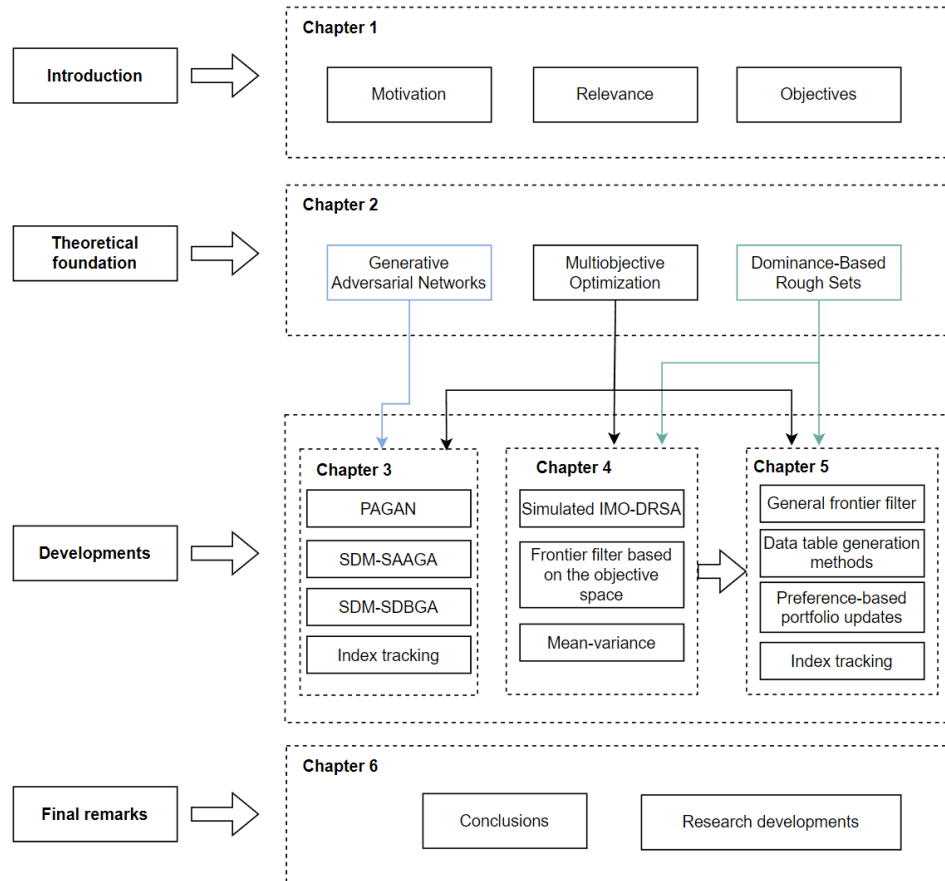 Chapter 1
Introduction
Motivation
Relevance
Objectives
Chapter 2
Theoretical
foundation
Generative
Adversarial Networks
Multiobjective
Optimization
Dominance-Based
Rough Sets
Developments
Chapter 3
PAGAN
SDM-SAAGA
SDM-SDBGA
Index tracking
Chapter 4
Simulated IMO-DRSA
Frontier filter based
on the objective
space
Mean-variance
Chapter 5
General frontier filter
Data table generation
methods
Preference-based
portfolio updates
Index tracking
Chapter 6
Final remarks
Conclusions
Research developments